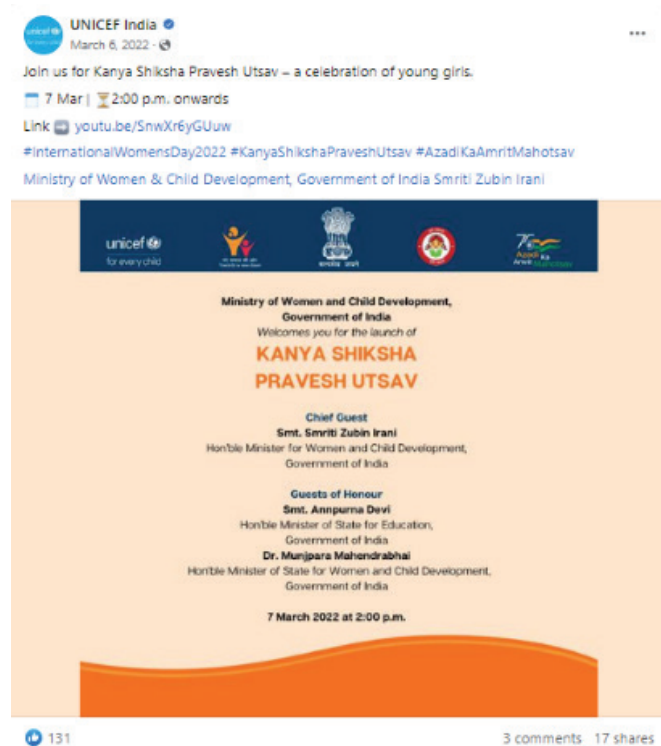 UNICEF India
March 6, 2022 ·
Join us for Kanya Shiksha Pravesh Utsav – a celebration of young girls.
7 Mar | 2:00 p.m. onwards
Link youtu.be/SnwXr6yGUuw
#InternationalWomensDay2022 #KanyaShikshaPraveshUtsav #AzadiKaAmritMahotsav
Ministry of Women & Child Development, Government of India Smriti Zubin Irani
unicef
for every child
Ministry of Women and Child Development,
Government of India
Welcomes you for the launch of
KANYA SHIKSHA
PRAVESH UTSAV
Chief Guest
Smt. Smriti Zubin Irani
Hon'ble Minister for Women and Child Development,
Government of India
Guests of Honour
Smt. Annpurna Devi
Hon'ble Minister of State for Education,
Government of India
Dr. Munjpara Mahendrabhai
Hon'ble Minister of State for Women and Child Development,
Government of India
7 March 2022 at 2:00 p.m.
131
3 comments 17 shares